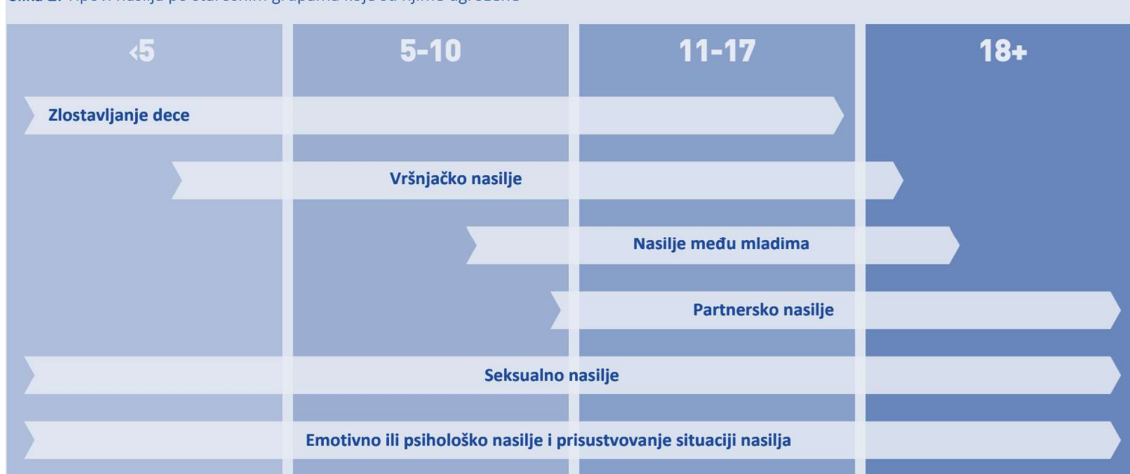 <5 5-10 11-17 18+
Zlostavljanje dece
Vršnjačko nasilje
Nasilje među mladima
Partnersko nasilje
Seksualno nasilje
Emotivno ili psihološko nasilje i prisustvovanje situaciji nasilja